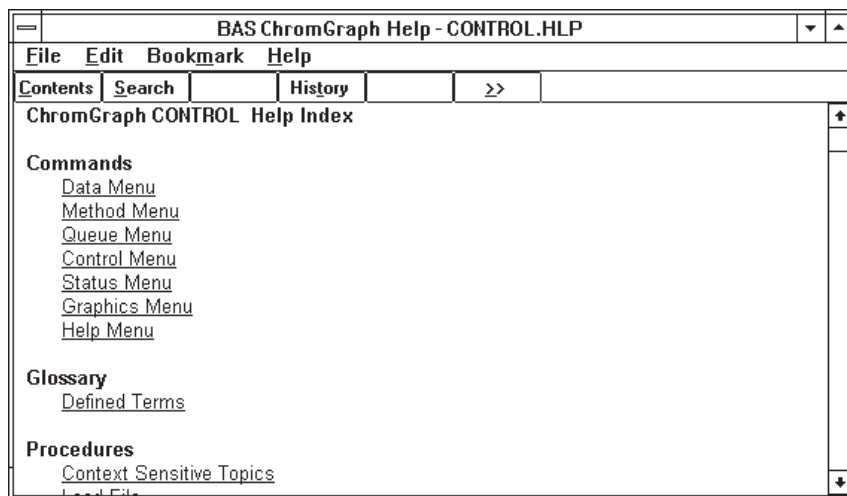 BAS ChromGraph Help - CONTROL.HLP
File Edit Bookmark Help
Contents Search History >>
ChromGraph CONTROL Help Index
Commands
Data Menu
Method Menu
Queue Menu
Control Menu
Status Menu
Graphics Menu
Help Menu
Glossary
Defined Terms
Procedures
Context Sensitive Topics
Load File